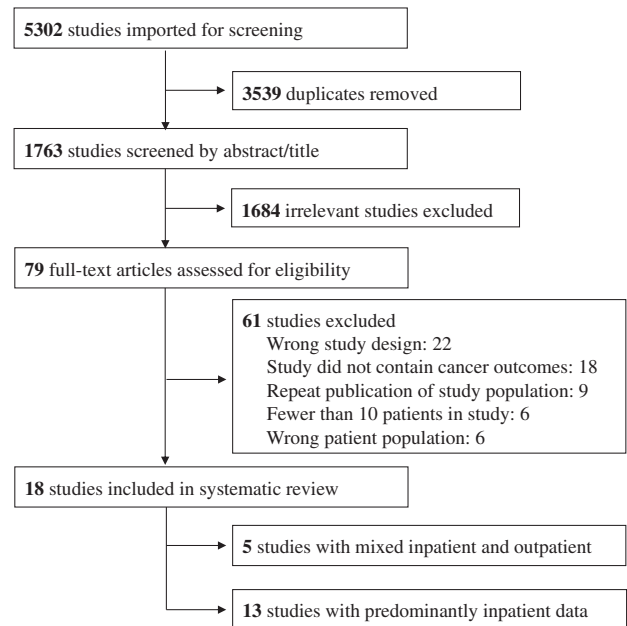 5302 studies imported for screening
3539 duplicates removed
1763 studies screened by abstract/title
1684 irrelevant studies excluded
79 full-text articles assessed for eligibility
61 studies excluded
Wrong study design: 22
Study did not contain cancer outcomes: 18
Repeat publication of study population: 9
Fewer than 10 patients in study: 6
Wrong patient population: 6
18 studies included in systematic review
5 studies with mixed inpatient and outpatient
13 studies with predominantly inpatient data